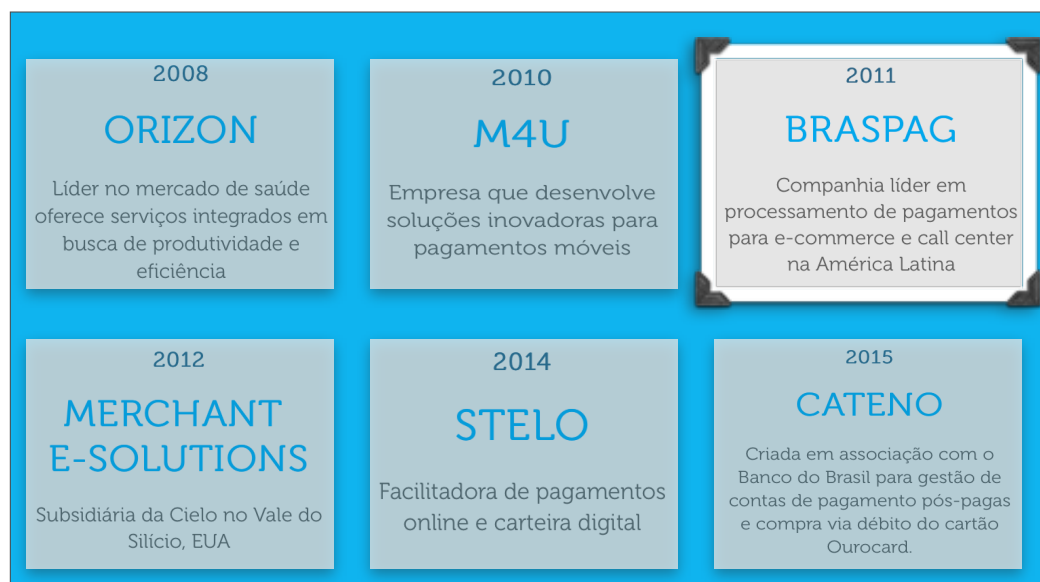 2008
ORIZON
Líder no mercado de saúde
oferece serviços integrados em
busca de produtividade e
eficiência
2010
M4U
Empresa que desenvolve
soluções inovadoras para
pagamentos móveis
2011
BRASPAG
Companhia líder em
processamento de pagamentos
para e-commerce e call center
na América Latina
2012
MERCHANT
E-SOLUTIONS
Subsidiária da Cielo no Vale do
Silício, EUA
2014
STELO
Facilitadora de pagamentos
online e carteira digital
2015
CATENO
Criada em associação com o
Banco do Brasil para gestão de
contas de pagamento pós-pagas
e compra via débito do cartão
Ourocard.